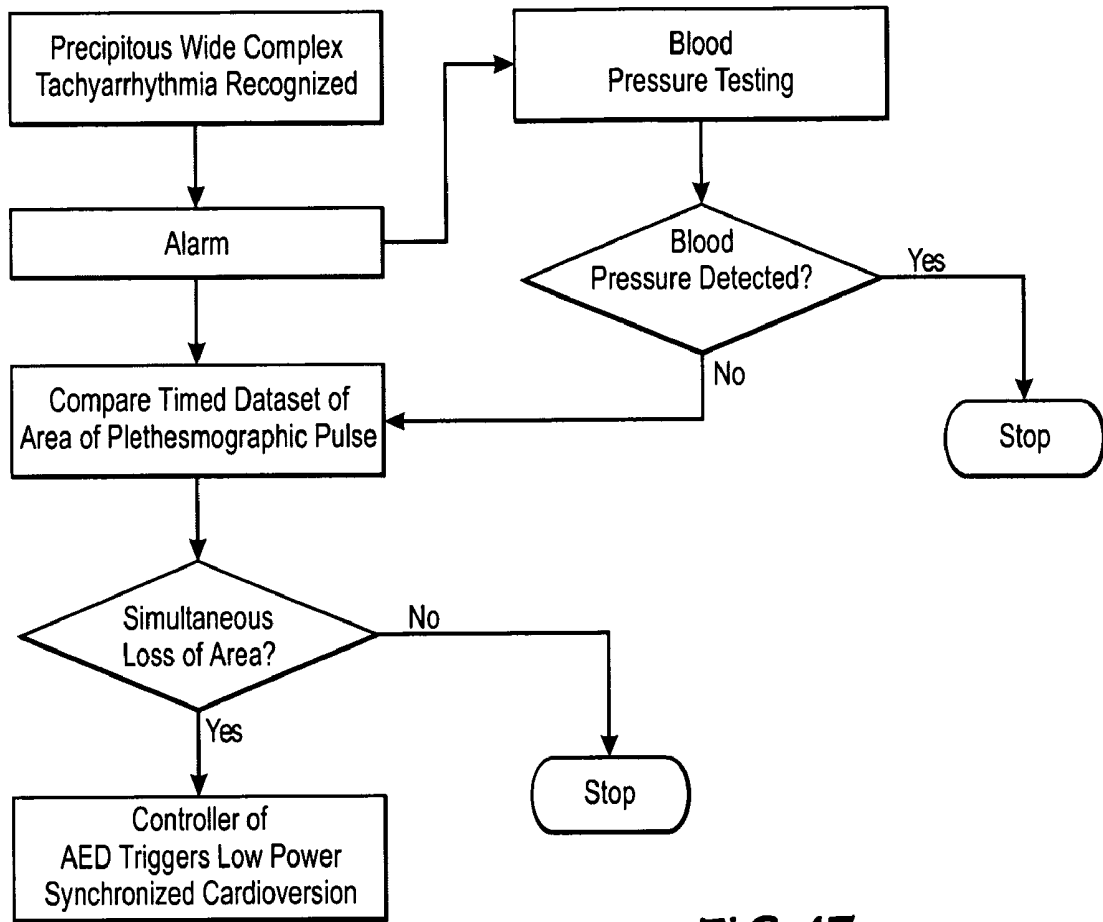 Precipitous Wide Complex
Tachyarrhythmia Recognized
Blood
Pressure Testing
Alarm
Blood
Pressure Detected?
Yes
No
Compare Timed Dataset of
Area of Plethesmographic Pulse
Stop
Simultaneous
Loss of Area?
No
Yes
Stop
Controller of
AED Triggers Low Power
Synchronized Cardioversion